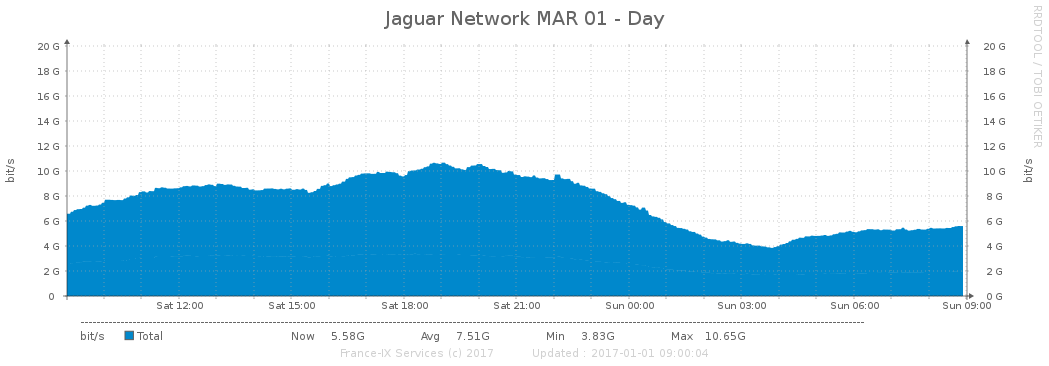 Jaguar Network MAR 01 - Day
RRDTOOL / TOBI OETIKER
bit/s
bit/s
20 G 20 G
18 G 18 G
16 G 16 G
14 G 14 G
12 G 12 G
10 G 10 G
8 G 8 G
6 G 6 G
4 G 4 G
2 G 2 G
0 0 G
Sat 12:00 Sat 15:00 Sat 18:00 Sat 21:00 Sun 00:00 Sun 03:00 Sun 06:00 Sun 09:00
bit/s Total Now 5.58G Avg 7.51G Min 3.83G Max 10.65G
France-IX Services (c) 2017 Updated : 2017-01-01 09:00:04